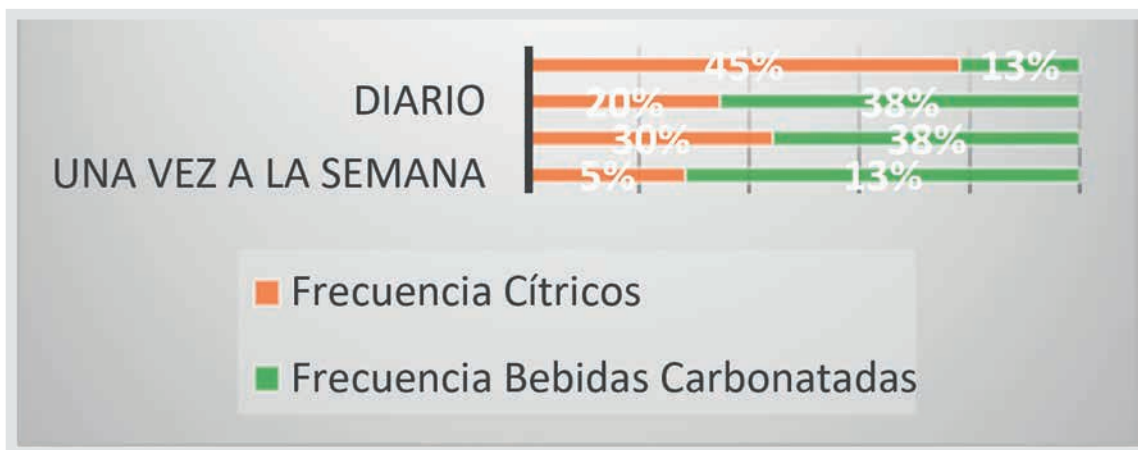 45% 13%
DIARIO 20% 38%
30% 38%
UNA VEZ A LA SEMANA 5% 13%
Frecuencia Cítricos
Frecuencia Bebidas Carbonatadas